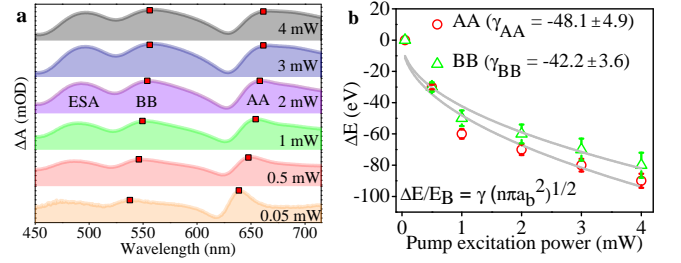 a
4 mW
3 mW
2 mW
ESA BB AA
1 mW
0.5 mW
0.05 mW
ΔA (mOD)
450 500 550 600 650 700
Wavelength (nm)
b
AA (γAA = -48.1±4.9)
BB (γBB = -42.2±3.6)
0
-20
-40
-60
-80
-100
ΔE (eV)
ΔE/EB = γ (nπab²)1/2
0 1 2 3 4
Pump excitation power (mW)